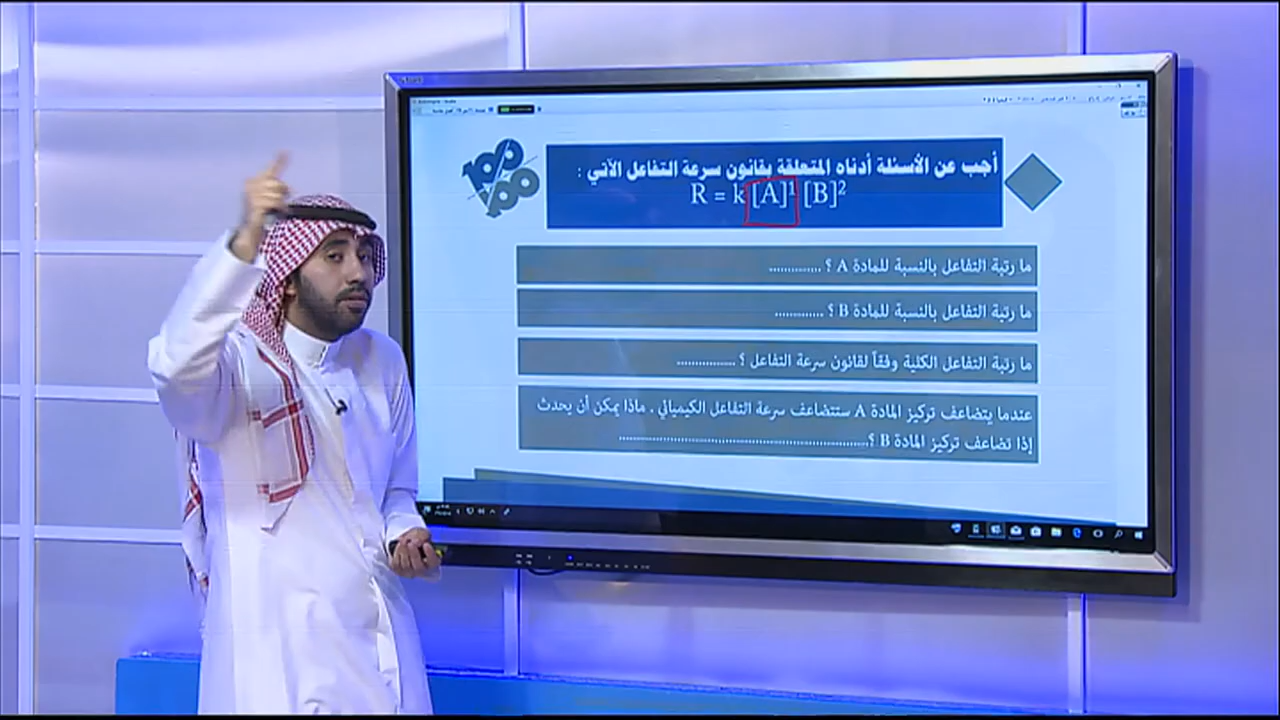 أجب عن الأسئلة أدناه المتعلقة بقانون سرعة التفاعل الآتي :
R = k [A]¹ [B]²
100/100
ما رتبة التفاعل بالنسبة للمادة A ؟ ..............
ما رتبة التفاعل بالنسبة للمادة B ؟ .............
ما رتبة التفاعل الكلية وفقاً لقانون سرعة التفاعل ؟ ................
عندما يتضاعف تركيز المادة A ستتضاعف سرعة التفاعل الكيميائي . ماذا يمكن أن يحدث
إذا تضاعف تركيز المادة B ؟..................................................................